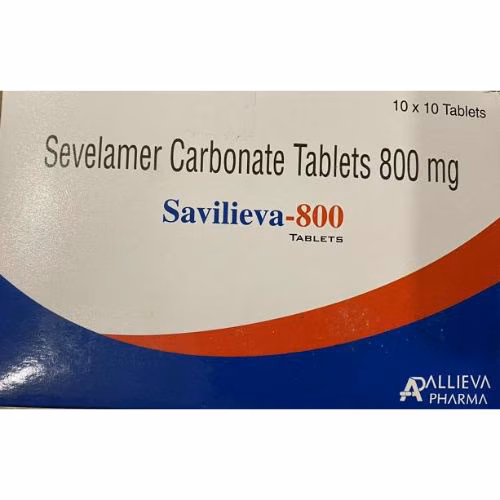 10 x 10 Tablets
Sevelamer Carbonate Tablets 800 mg
Savilieva-800
TABLETS
ALLIEVA
PHARMA